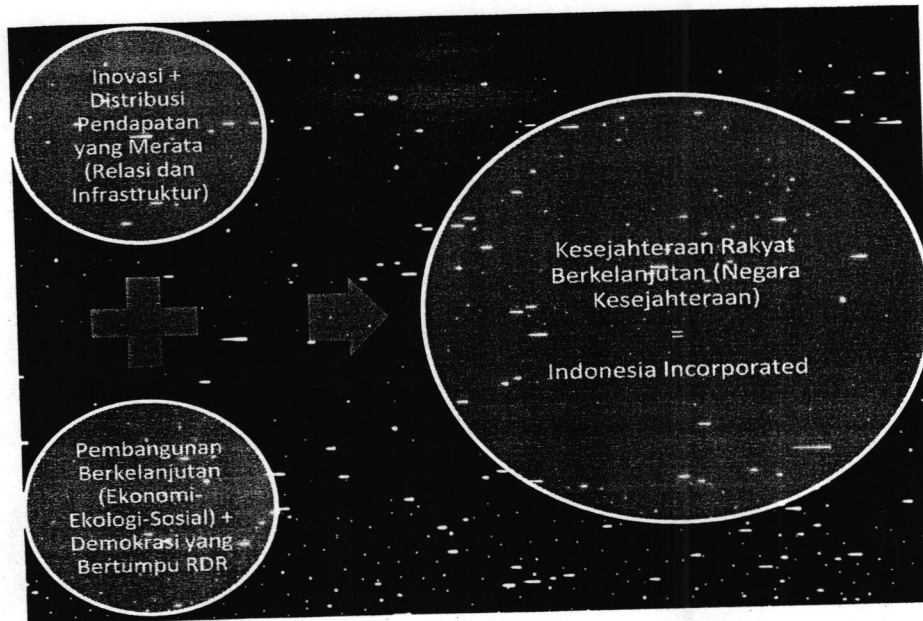 Inovasi +
Distribusi
Pendapatan
yang Merata
(Relasi dan
Infrastruktur)
Pembangunan
Berkelanjutan
(Ekonomi-
Ekologi-Sosial) +
Demokrasi yang
Bertumpu RDR
Kesejahteraan Rakyat
Berkelanjutan (Negara
Kesejahteraan)
=
Indonesia Incorporated